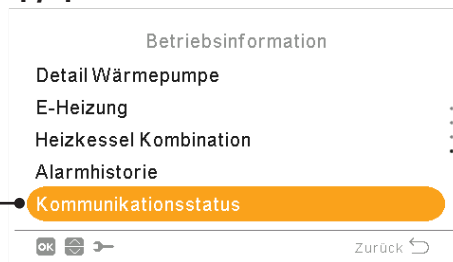 Betriebsinformation
Detail Wärmepumpe
E-Heizung
Heizkessel Kombination
Alarmhistorie
Kommunikationsstatus
OK Zurück